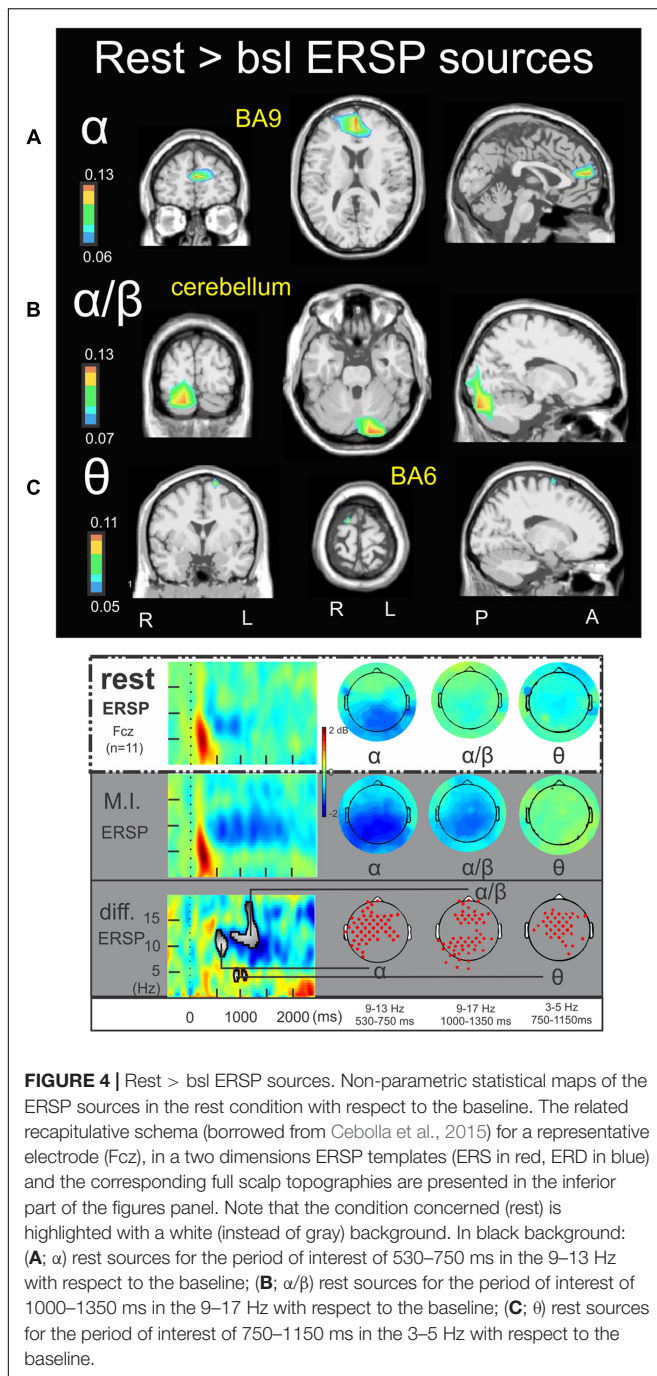 Rest > bsl ERSP sources
A
α
BA9
0.13
0.06
B
α/β
cerebellum
0.13
0.07
C
θ
BA6
0.11
0.05
1
R L R L P A
rest
ERSP
Fcz
(n=11)
2 dB
0
-2
α α/β θ
M.I.
ERSP
α α/β θ
α/β
diff.
ERSP
15
10
5
(Hz)
α
θ
0 1000 2000 (ms)
9-13 Hz
530-750 ms
9-17 Hz
1000-1350 ms
3-5 Hz
750-1150ms
FIGURE 4 | Rest > bsl ERSP sources. Non-parametric statistical maps of the
ERSP sources in the rest condition with respect to the baseline. The related
recapitulative schema (borrowed from Cebolla et al., 2015) for a representative
electrode (Fcz), in a two dimensions ERSP templates (ERS in red, ERD in blue)
and the corresponding full scalp topographies are presented in the inferior
part of the figures panel. Note that the condition concerned (rest) is
highlighted with a white (instead of gray) background. In black background:
(A; α) rest sources for the period of interest of 530–750 ms in the 9–13 Hz
with respect to the baseline; (B; α/β) rest sources for the period of interest of
1000–1350 ms in the 9–17 Hz with respect to the baseline; (C; θ) rest sources
for the period of interest of 750–1150 ms in the 3–5 Hz with respect to the
baseline.